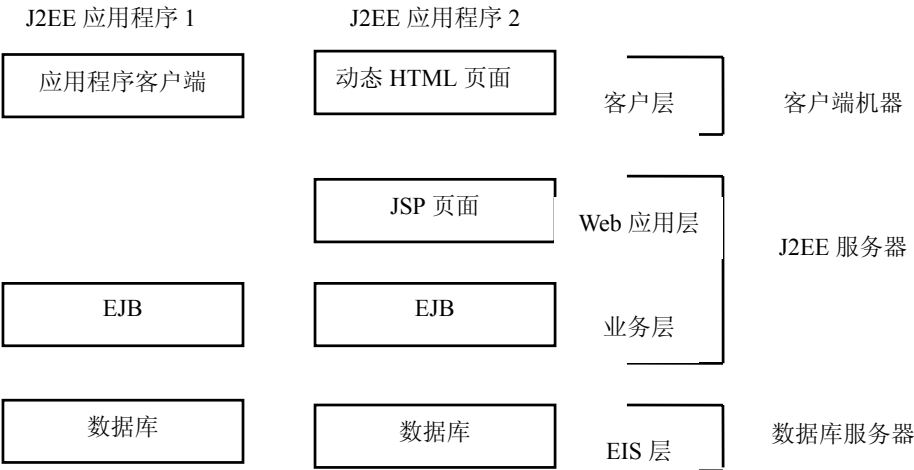 J2EE 应用程序 1
J2EE 应用程序 2
应用程序客户端
动态 HTML 页面
客户层
客户端机器
JSP 页面
Web 应用层
J2EE 服务器
EJB
EJB
业务层
数据库
数据库
EIS 层
数据库服务器